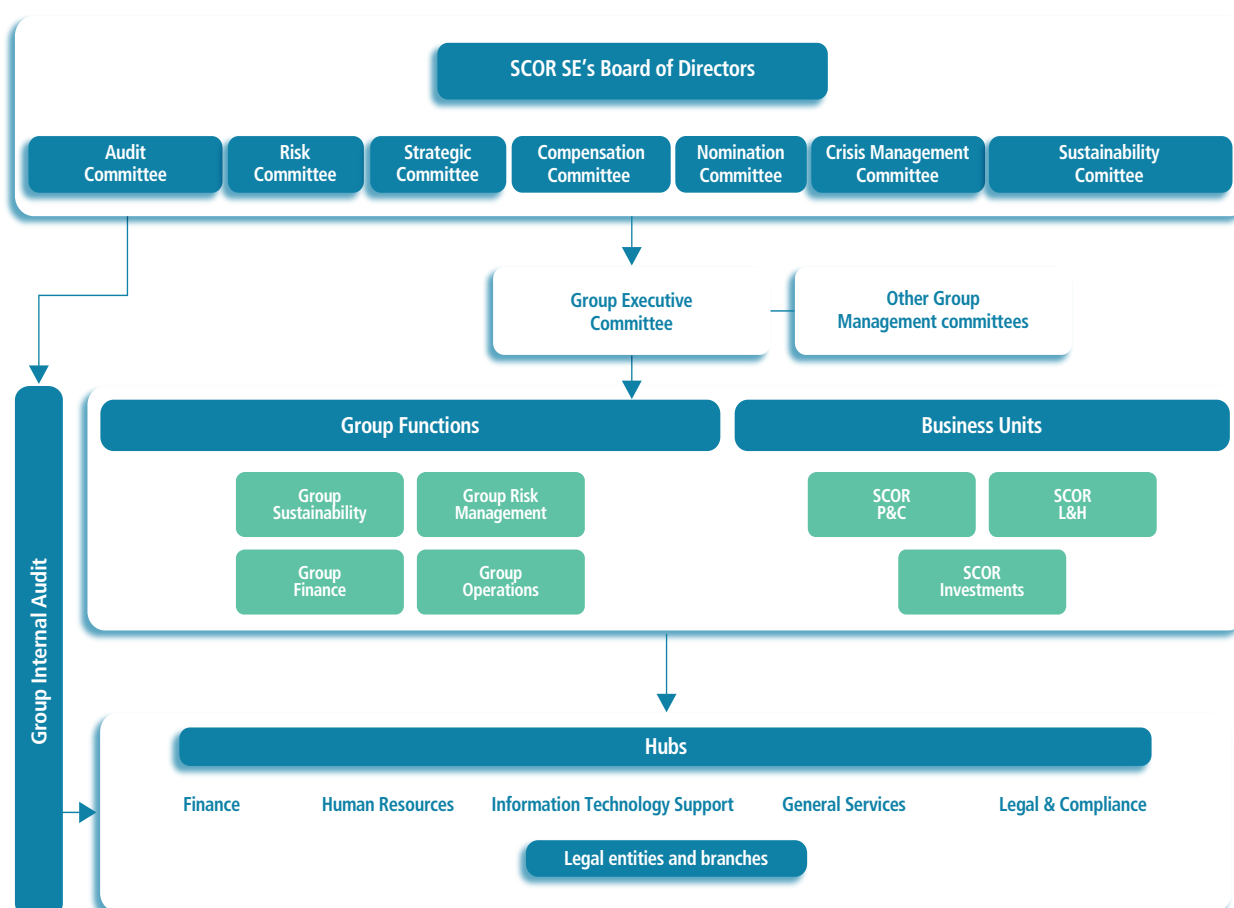 SCOR SE's Board of Directors
Audit
Committee
Risk
Committee
Strategic
Committee
Compensation
Committee
Nomination
Committee
Crisis Management
Committee
Sustainability
Comittee
Group Executive
Committee
Other Group
Management committees
Group Internal Audit
Group Functions
Business Units
Group
Sustainability
Group Risk
Management
Group
Finance
Group
Operations
SCOR
P&C
SCOR
L&H
SCOR
Investments
Hubs
Finance
Human Resources
Information Technology Support
General Services
Legal & Compliance
Legal entities and branches